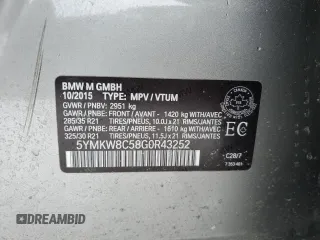 BMW M GMBH
10/2015 TYPE: MPV / VTUM
GVWR / PNBV: 2951 kg
GAWR / PNBE: FRONT / AVANT - 1420 kg WITH/AVEC
285/35 R21 TIRES/PNEUS, 10.0J x 21 RIMS/JANTES
GAWR / PNBE: REAR / ARRIERE - 1610 kg WITH/AVEC
325/30 R21 TIRES/PNEUS, 11.5J x 21 RIMS/JANTES
5YMKW8C58G0R43252
EC
C28/7
DREAMBID